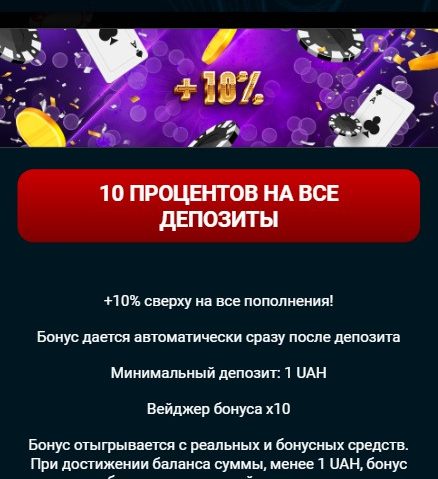 +10%
10 ПРОЦЕНТОВ НА ВСЕ
ДЕПОЗИТЫ
+10% сверху на все пополнения!
Бонус дается автоматически сразу после депозита
Минимальный депозит: 1 UAH
Вейджер бонуса x10
Бонус отыгрывается с реальных и бонусных средств.
При достижении баланса суммы, менее 1 UAH, бонус